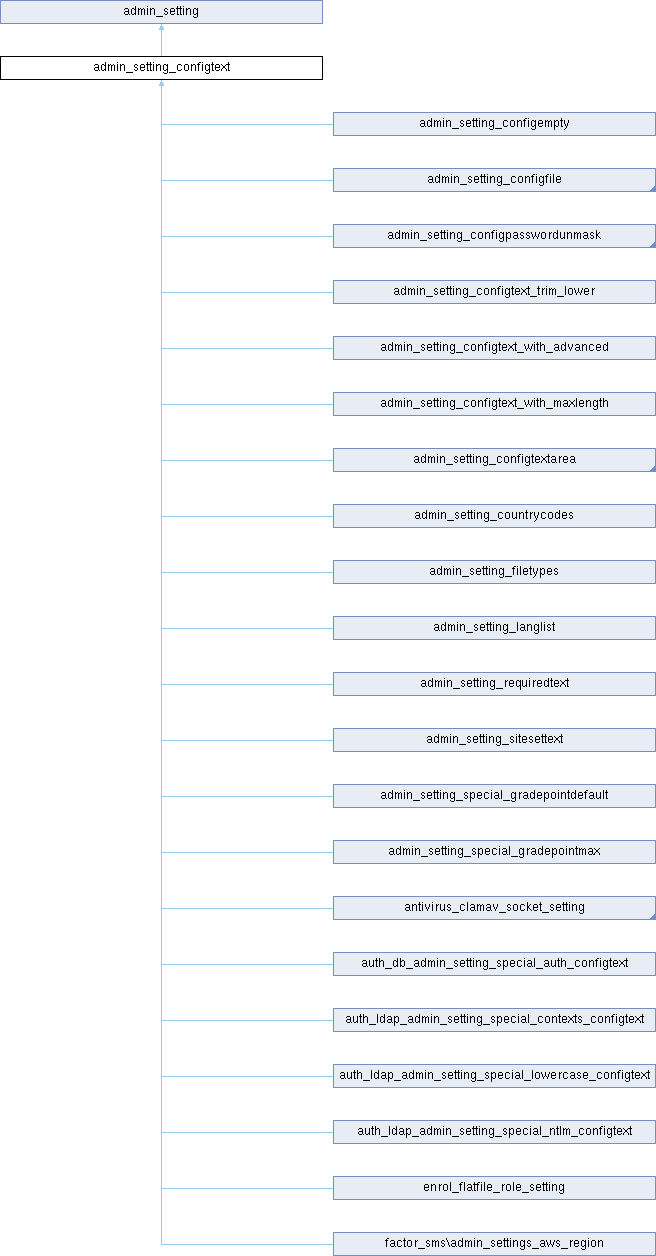 admin_setting
admin_setting_configtext
admin_setting_configempty
admin_setting_configfile
admin_setting_configpasswordunmask
admin_setting_configtext_trim_lower
admin_setting_configtext_with_advanced
admin_setting_configtext_with_maxlength
admin_setting_configtextarea
admin_setting_countrycodes
admin_setting_filetypes
admin_setting_langlist
admin_setting_requiredtext
admin_setting_sitesettext
admin_setting_special_gradepointdefault
admin_setting_special_gradepointmax
antivirus_clamav_socket_setting
auth_db_admin_setting_special_auth_configtext
auth_ldap_admin_setting_special_contexts_configtext
auth_ldap_admin_setting_special_lowercase_configtext
auth_ldap_admin_setting_special_ntlm_configtext
enrol_flatfile_role_setting
factor_sms\admin_settings_aws_region